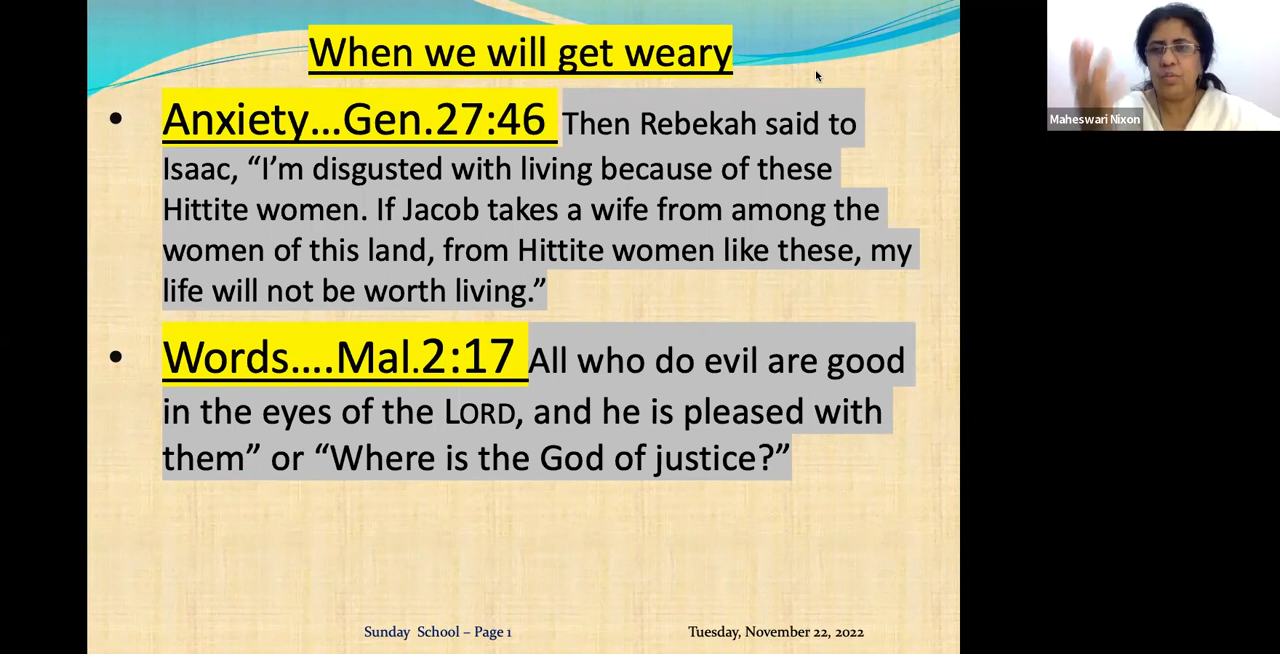 When we will get weary
• Anxiety...Gen.27:46 Then Rebekah said to
Isaac, “I’m disgusted with living because of these
Hittite women. If Jacob takes a wife from among the
women of this land, from Hittite women like these, my
life will not be worth living.”
• Words....Mal.2:17 All who do evil are good
in the eyes of the LORD, and he is pleased with
them” or “Where is the God of justice?”
Sunday School – Page 1
Tuesday, November 22, 2022
Maheswari Nixon